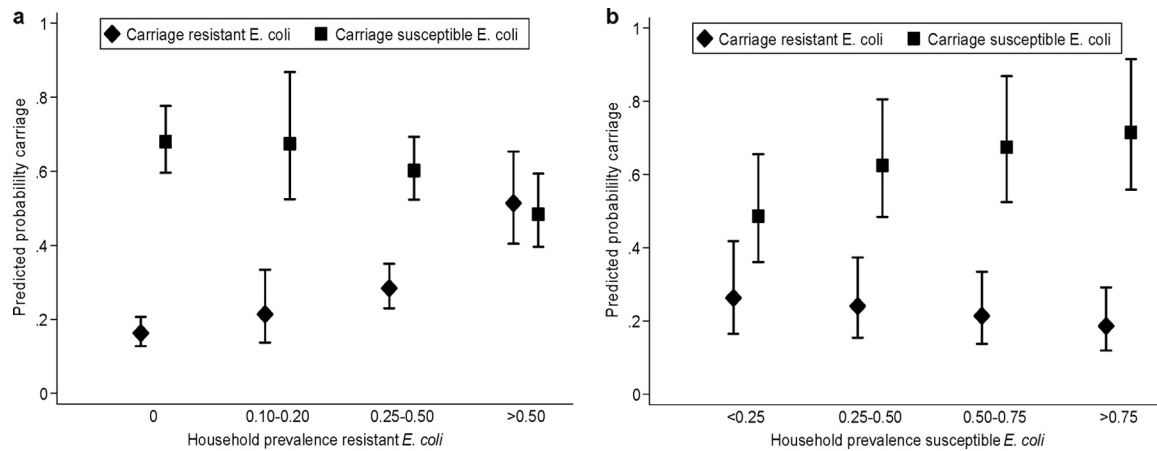 a
Carriage resistant E. coli Carriage susceptible E. coli
Predicted probability carriage
1
.8
.6
.4
.2
0
0 0.10-0.20 0.25-0.50 >0.50
Household prevalence resistant E. coli
b
Carriage resistant E. coli Carriage susceptible E. coli
Predicted probabililty carriage
1
.8
.6
.4
.2
0
<0.25 0.25-0.50 0.50-0.75 >0.75
Household prevalence susceptible E. coli